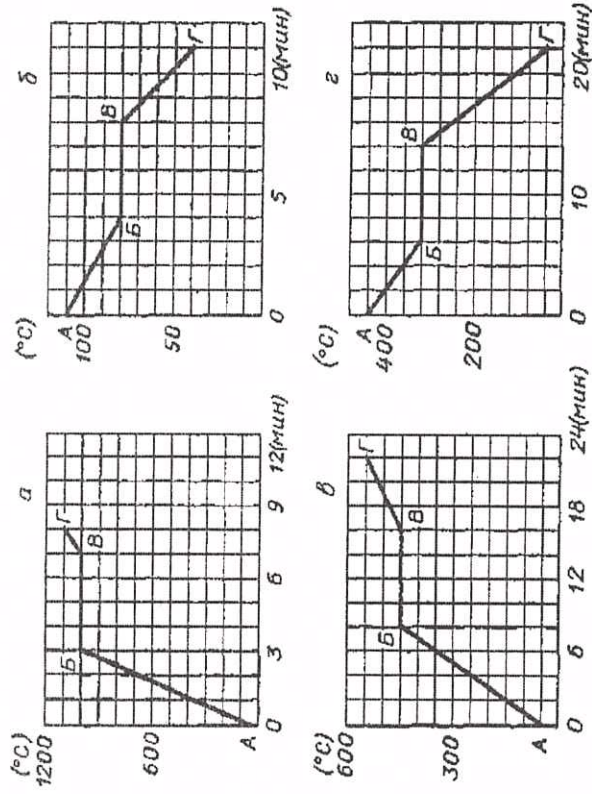 а
(°С)
1200
600
Б
В
Г
А
0
3
6
9
12(мин)
б
(°С)
А
100
50
Б
В
Г
0
5
10(мин)
в
(°С)
600
300
Б
В
Г
А
0
6
12
18
24(мин)
г
(°С)
А
400
200
Б
В
Г
0
10
20(мин)